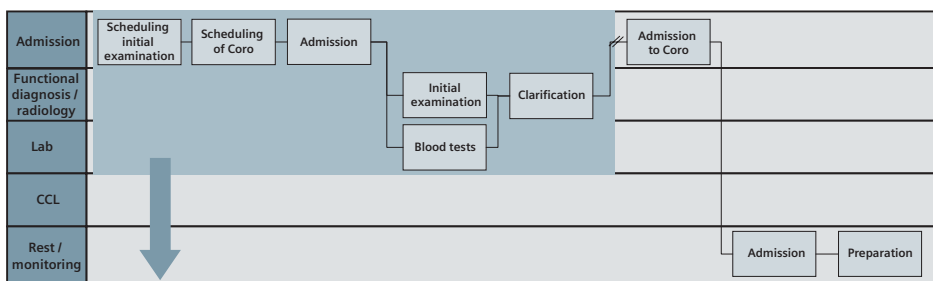 Admission
Scheduling
initial
examination
Scheduling
of Coro
Admission
Admission
to Coro
Functional
diagnosis /
radiology
Initial
examination
Clarification
Lab
Blood tests
CCL
Rest /
monitoring
Admission
Preparation